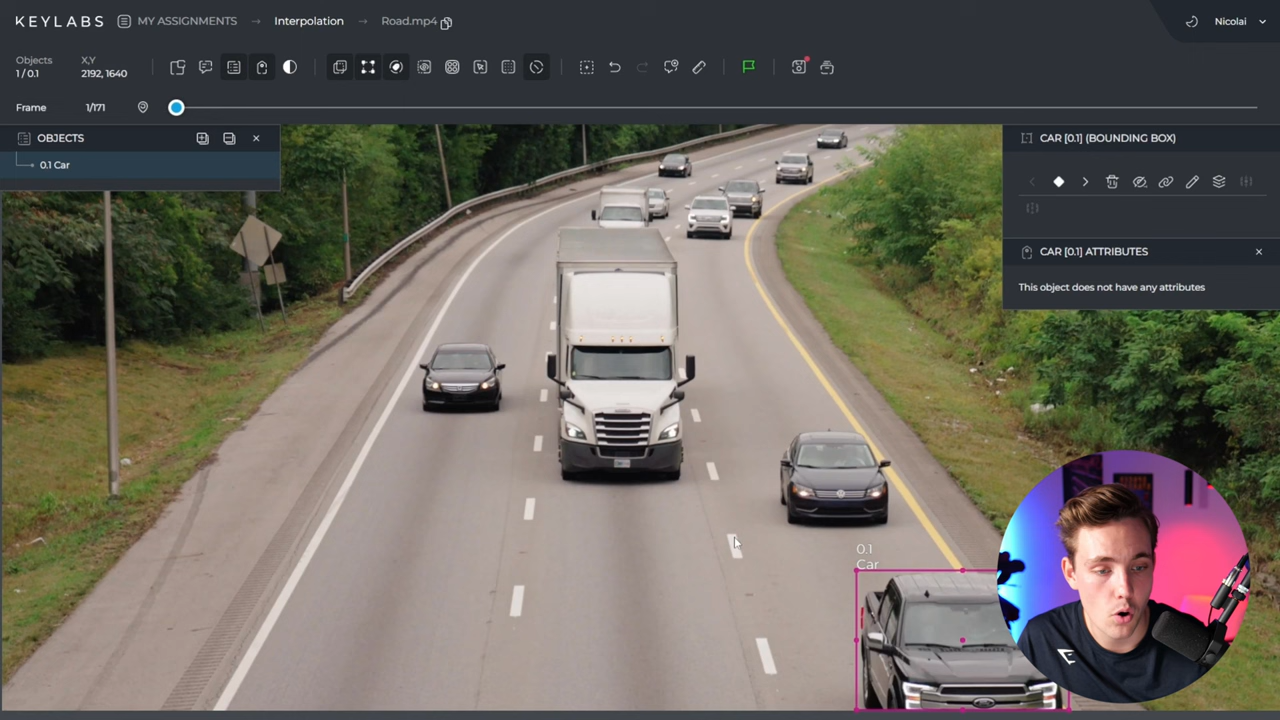 KEYLABS MY ASSIGNMENTS → Interpolation → Road.mp4 Nicolai
Objects X,Y
1 / 0.1 2192, 1640
Frame 1/171
OBJECTS
0.1 Car
CAR [0.1] (BOUNDING BOX)
CAR [0.1] ATTRIBUTES
This object does not have any attributes
0.1
Car